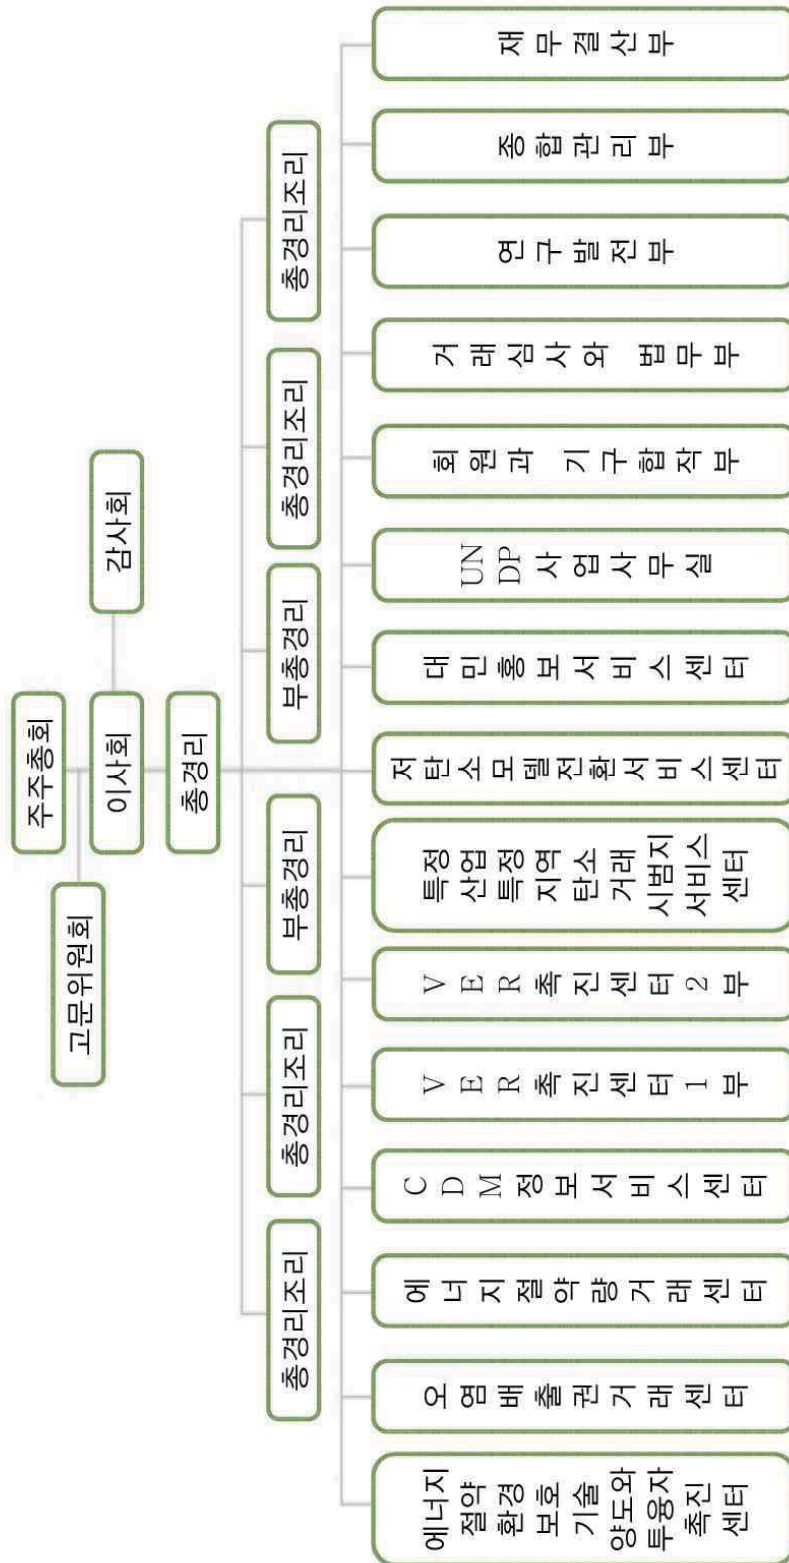 주주총회
고문위원회
이사회
감사회
총경리
총경리조리
총경리조리
부총경리
부총경리
총경리조리
총경리조리
에너지
절약
환경
보호
기술
양도와
투융자
촉진
센터
오염배출권거래센터
에너지절약량거래센터
CDM정보서비스센터
VER촉진센터1부
VER촉진센터2부
특정
산업
특정
지역
탄소
거래
시범지
서비스
센터
저탄소모델전환서비스센터
대민홍보서비스센터
UNDP사업사무실
회원과 기구합작부
거래심사와 법무부
연구발전부
종합관리부
재무결산부